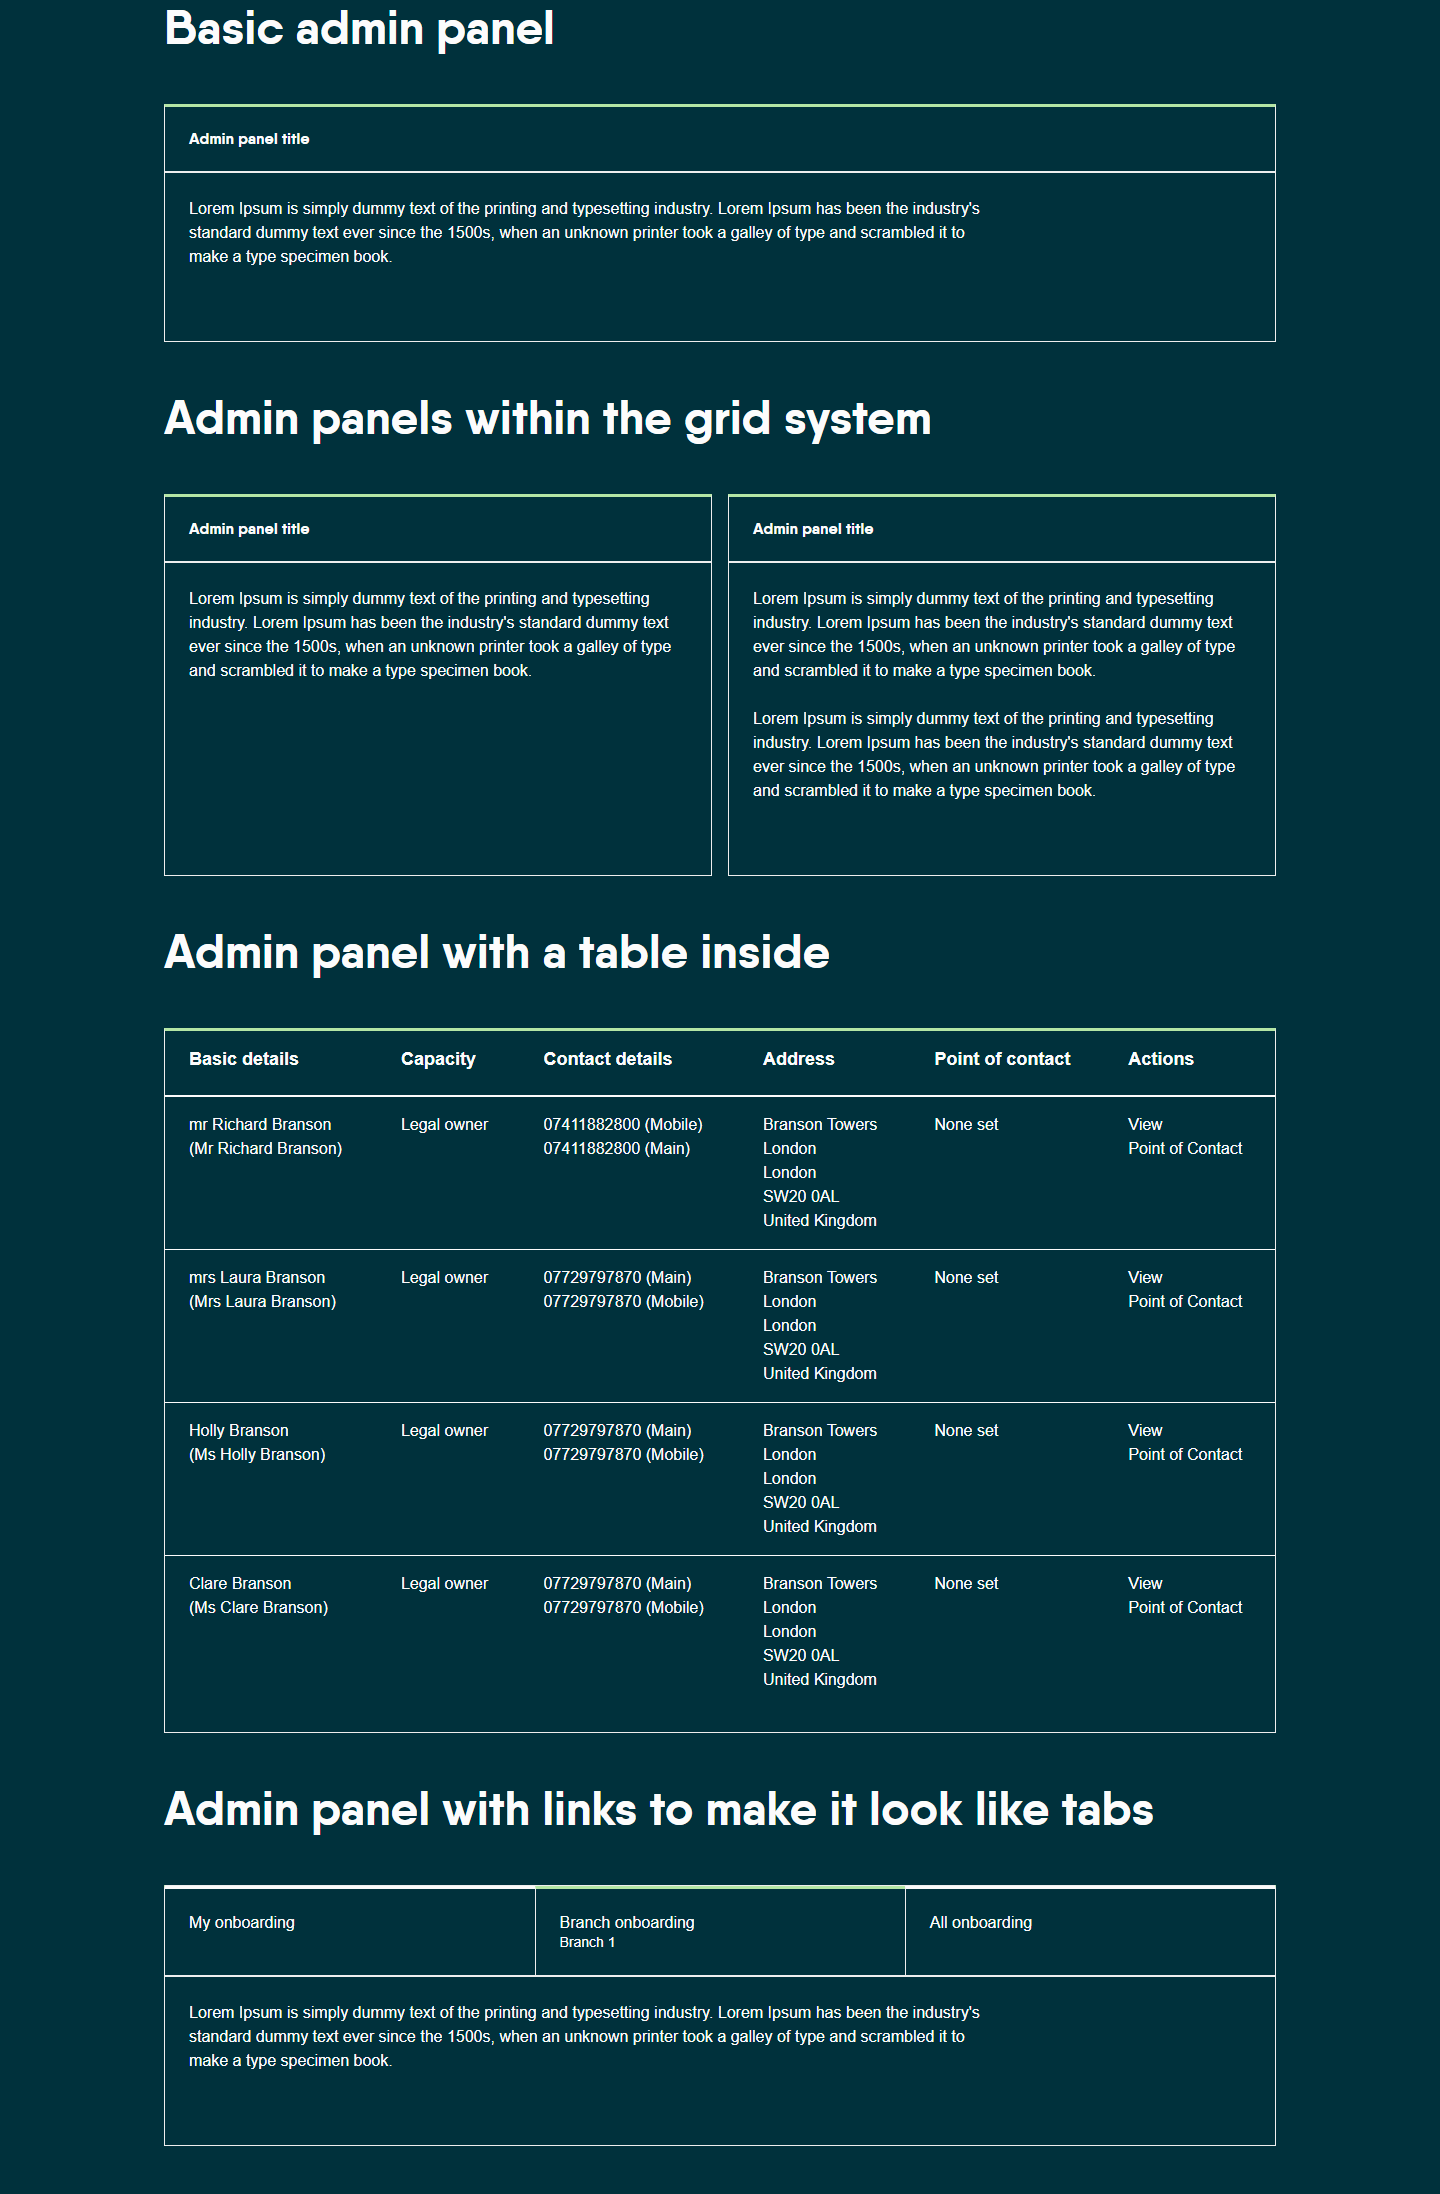 Basic admin panel
Admin panel title
Lorem Ipsum is simply dummy text of the printing and typesetting industry. Lorem Ipsum has been the industry's
standard dummy text ever since the 1500s, when an unknown printer took a galley of type and scrambled it to
make a type specimen book.
Admin panels within the grid system
Admin panel title
Lorem Ipsum is simply dummy text of the printing and typesetting
industry. Lorem Ipsum has been the industry's standard dummy text
ever since the 1500s, when an unknown printer took a galley of type
and scrambled it to make a type specimen book.
Admin panel title
Lorem Ipsum is simply dummy text of the printing and typesetting
industry. Lorem Ipsum has been the industry's standard dummy text
ever since the 1500s, when an unknown printer took a galley of type
and scrambled it to make a type specimen book.
Lorem Ipsum is simply dummy text of the printing and typesetting
industry. Lorem Ipsum has been the industry's standard dummy text
ever since the 1500s, when an unknown printer took a galley of type
and scrambled it to make a type specimen book.
Admin panel with a table inside
Basic details Capacity Contact details Address Point of contact Actions
mr Richard Branson Legal owner 07411882800 (Mobile) Branson Towers None set View
(Mr Richard Branson) 07411882800 (Main) London Point of Contact
London
SW20 0AL
United Kingdom
mrs Laura Branson Legal owner 07729797870 (Main) Branson Towers None set View
(Mrs Laura Branson) 07729797870 (Mobile) London Point of Contact
London
SW20 0AL
United Kingdom
Holly Branson Legal owner 07729797870 (Main) Branson Towers None set View
(Ms Holly Branson) 07729797870 (Mobile) London Point of Contact
London
SW20 0AL
United Kingdom
Clare Branson Legal owner 07729797870 (Main) Branson Towers None set View
(Ms Clare Branson) 07729797870 (Mobile) London Point of Contact
London
SW20 0AL
United Kingdom
Admin panel with links to make it look like tabs
My onboarding Branch onboarding All onboarding
Branch 1
Lorem Ipsum is simply dummy text of the printing and typesetting industry. Lorem Ipsum has been the industry's
standard dummy text ever since the 1500s, when an unknown printer took a galley of type and scrambled it to
make a type specimen book.